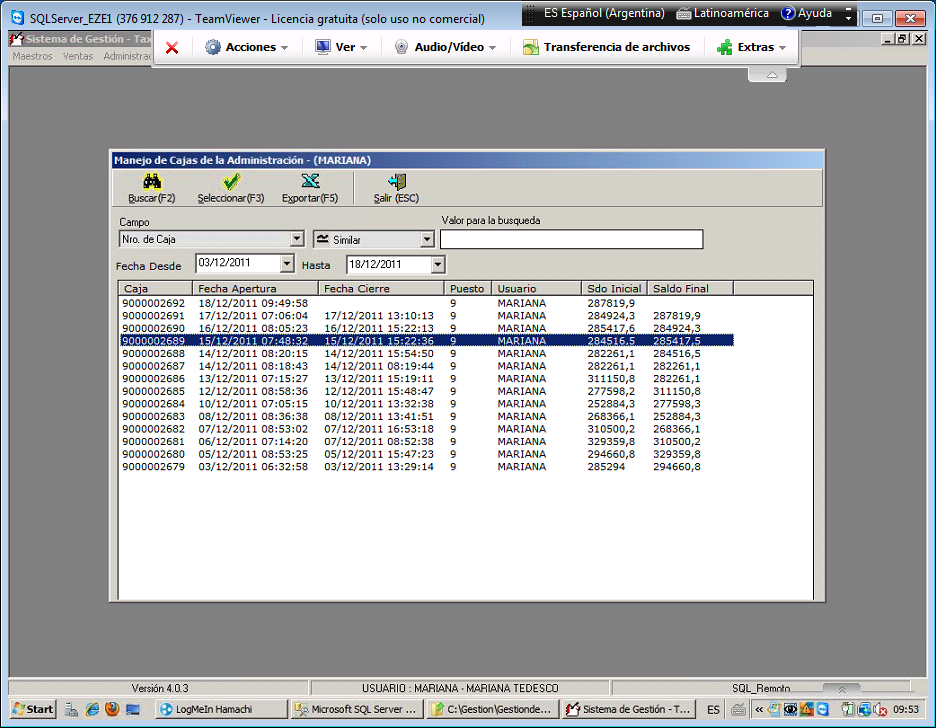 SQLServer_EZE1 (376 912 287) - TeamViewer - Licencia gratuita (solo uso no comercial)
ES Español (Argentina) Latinoamérica Ayuda
Sistema de Gestión - Tax
Acciones Ver Audio/Vídeo Transferencia de archivos Extras
Maestros Ventas Administrac
Manejo de Cajas de la Administración - (MARIANA)
Buscar(F2) Seleccionar(F3) Exportar(F5) Salir (ESC)
Campo Valor para la busqueda
Nro. de Caja Similar
Fecha Desde 03/12/2011 Hasta 18/12/2011
Caja Fecha Apertura Fecha Cierre Puesto Usuario Sdo Inicial Saldo Final
9000002692 18/12/2011 09:49:58 9 MARIANA 287819,9
9000002691 17/12/2011 07:06:04 17/12/2011 13:10:13 9 MARIANA 284924,3 287819,9
9000002690 16/12/2011 08:05:23 16/12/2011 15:22:13 9 MARIANA 285417,6 284924,3
9000002689 15/12/2011 07:48:32 15/12/2011 15:22:36 9 MARIANA 284516,5 285417,5
9000002688 14/12/2011 08:20:15 14/12/2011 15:54:50 9 MARIANA 282261,1 284516,5
9000002687 14/12/2011 08:18:43 14/12/2011 08:19:44 9 MARIANA 282261,1 282261,1
9000002686 13/12/2011 07:15:27 13/12/2011 15:19:11 9 MARIANA 311150,8 282261,1
9000002685 12/12/2011 08:58:36 12/12/2011 15:48:47 9 MARIANA 277598,2 311150,8
9000002684 10/12/2011 07:05:15 10/12/2011 13:32:38 9 MARIANA 252884,3 277598,3
9000002683 08/12/2011 08:36:38 08/12/2011 13:41:51 9 MARIANA 268366,1 252884,3
9000002682 07/12/2011 08:53:02 07/12/2011 16:53:18 9 MARIANA 310500,2 268366,1
9000002681 06/12/2011 07:14:20 07/12/2011 08:52:38 9 MARIANA 329359,8 310500,2
9000002680 05/12/2011 08:53:25 05/12/2011 15:47:23 9 MARIANA 294660,8 329359,8
9000002679 03/12/2011 06:32:58 03/12/2011 13:29:14 9 MARIANA 285294 294660,8
Versión 4.0.3 USUARIO : MARIANA - MARIANA TEDESCO SQL_Remoto
Start LogMeIn Hamachi Microsoft SQL Server ... C:\Gestion\Gestionde... Sistema de Gestión - T... ES « 09:53